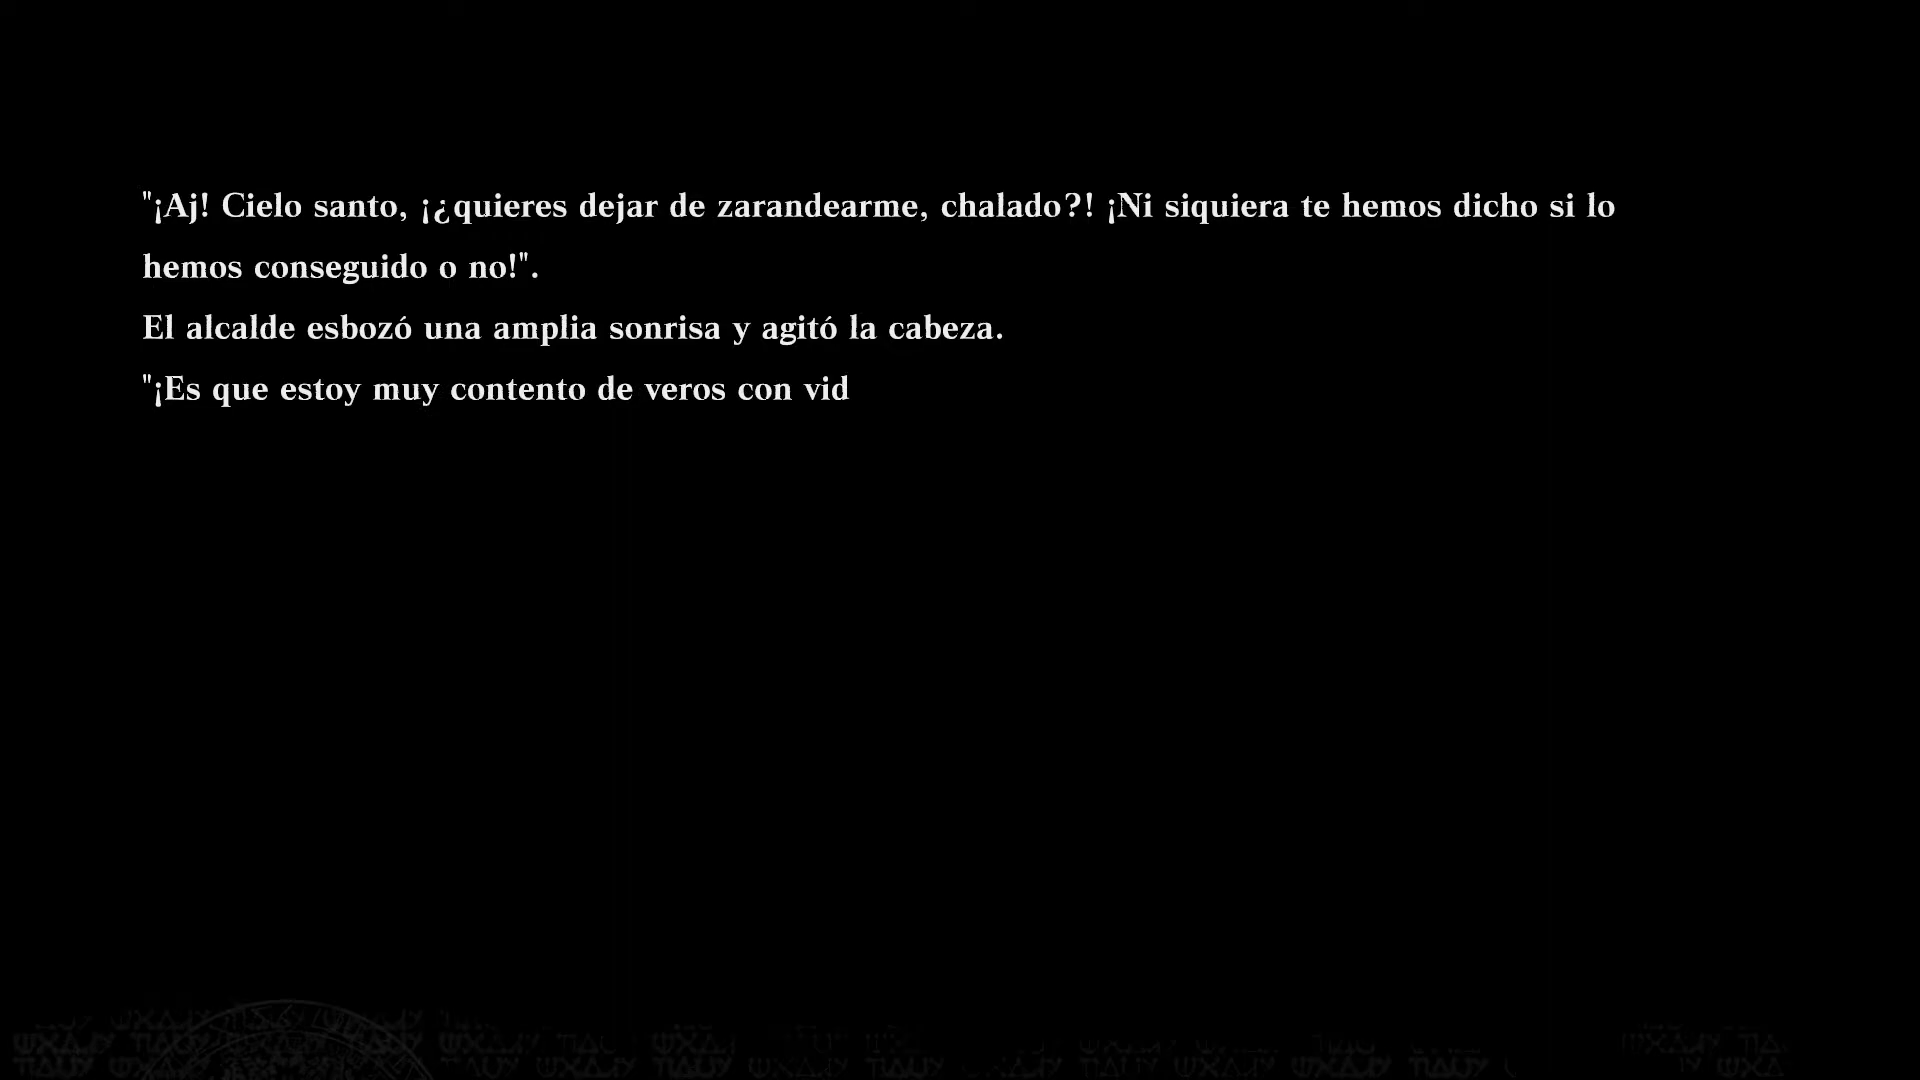 "¡Aj! Cielo santo, ¡¿quieres dejar de zarandearme, chalado?! ¡Ni siquiera te hemos dicho si lo
hemos conseguido o no!".
El alcalde esbozó una amplia sonrisa y agitó la cabeza.
"¡Es que estoy muy contento de veros con vid